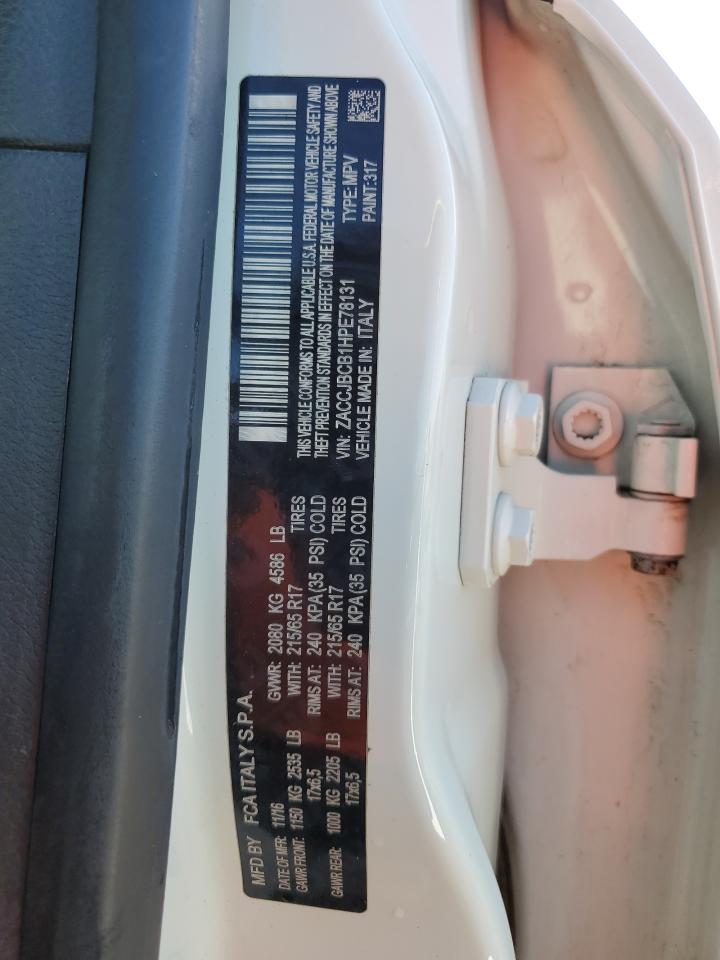 MFD BY FCA ITALY S.P.A.
DATE OF MFR: 11/16 GVWR: 2080 KG 4586 LB
GAWR FRONT: 1150 KG 2535 LB WITH: 215/65 R17 TIRES
17x6,5 RIMS AT: 240 KPA (35 PSI) COLD
GAWR REAR: 1000 KG 2205 LB WITH: 215/65 R17 TIRES
17x6,5 RIMS AT: 240 KPA (35 PSI) COLD
THIS VEHICLE CONFORMS TO ALL APPLICABLE U.S.A. FEDERAL MOTOR VEHICLE SAFETY AND
THEFT PREVENTION STANDARDS IN EFFECT ON THE DATE OF MANUFACTURE SHOWN ABOVE
VIN: ZACCJBCB1HPE78131 TYPE: MPV
VEHICLE MADE IN: ITALY PAINT: 317